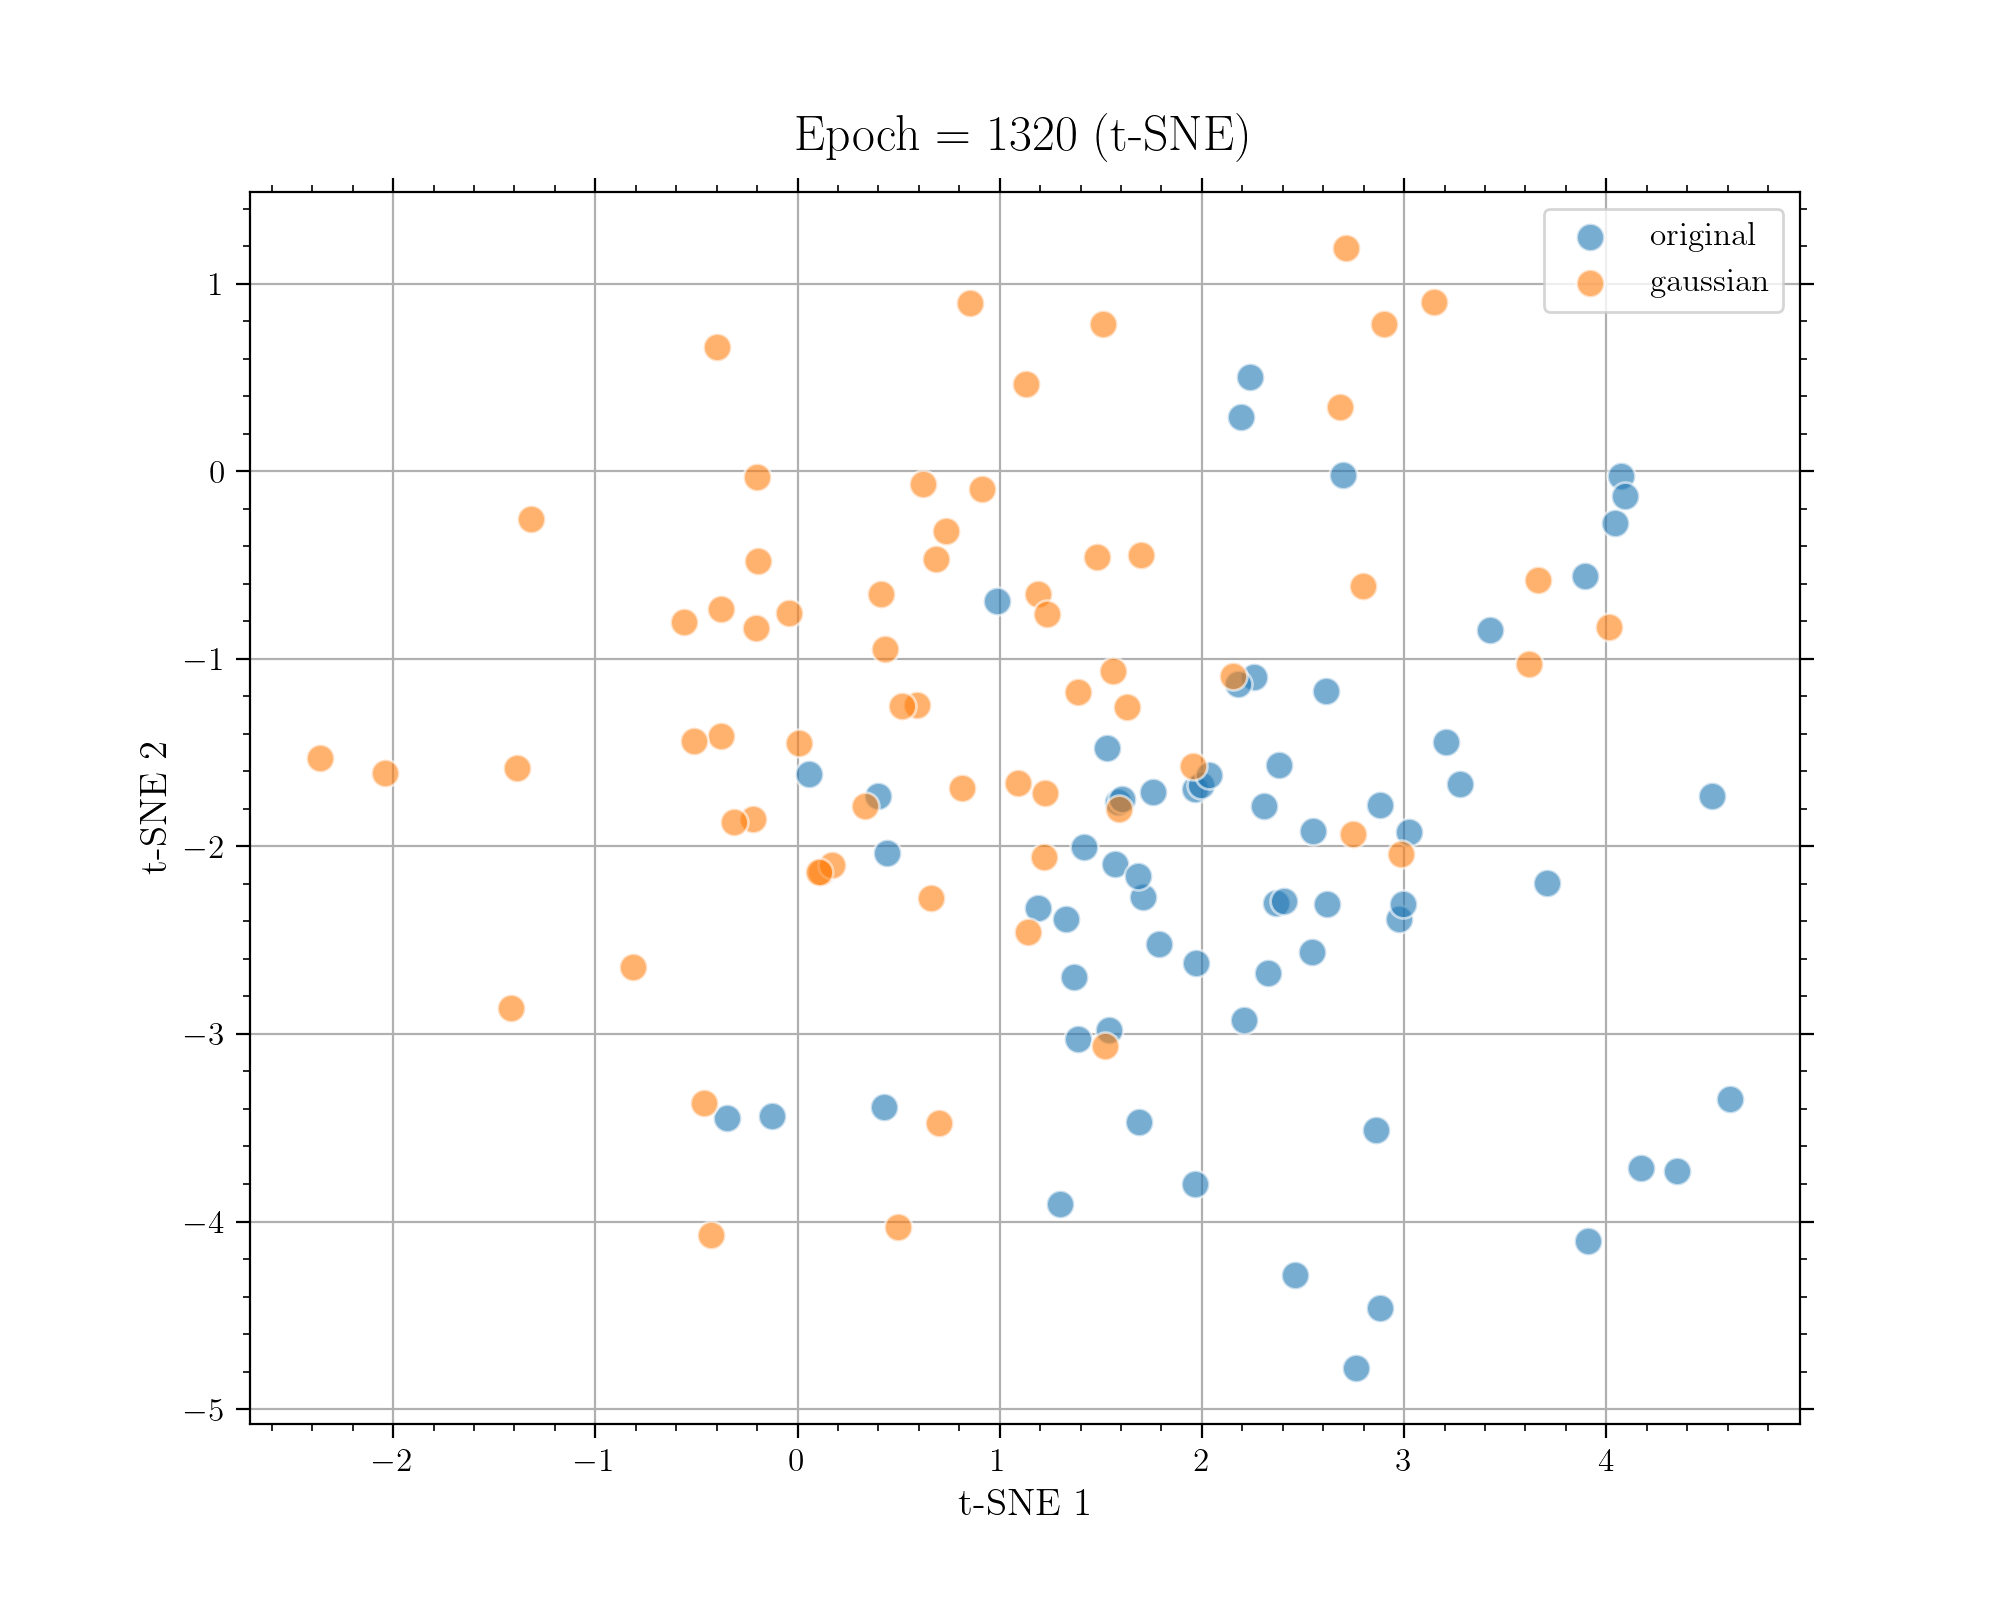 Epoch = 1320 (t-SNE)
original
gaussian
1
0
−1
−2
−3
−4
−5
t-SNE 2
−2 −1 0 1 2 3 4
t-SNE 1